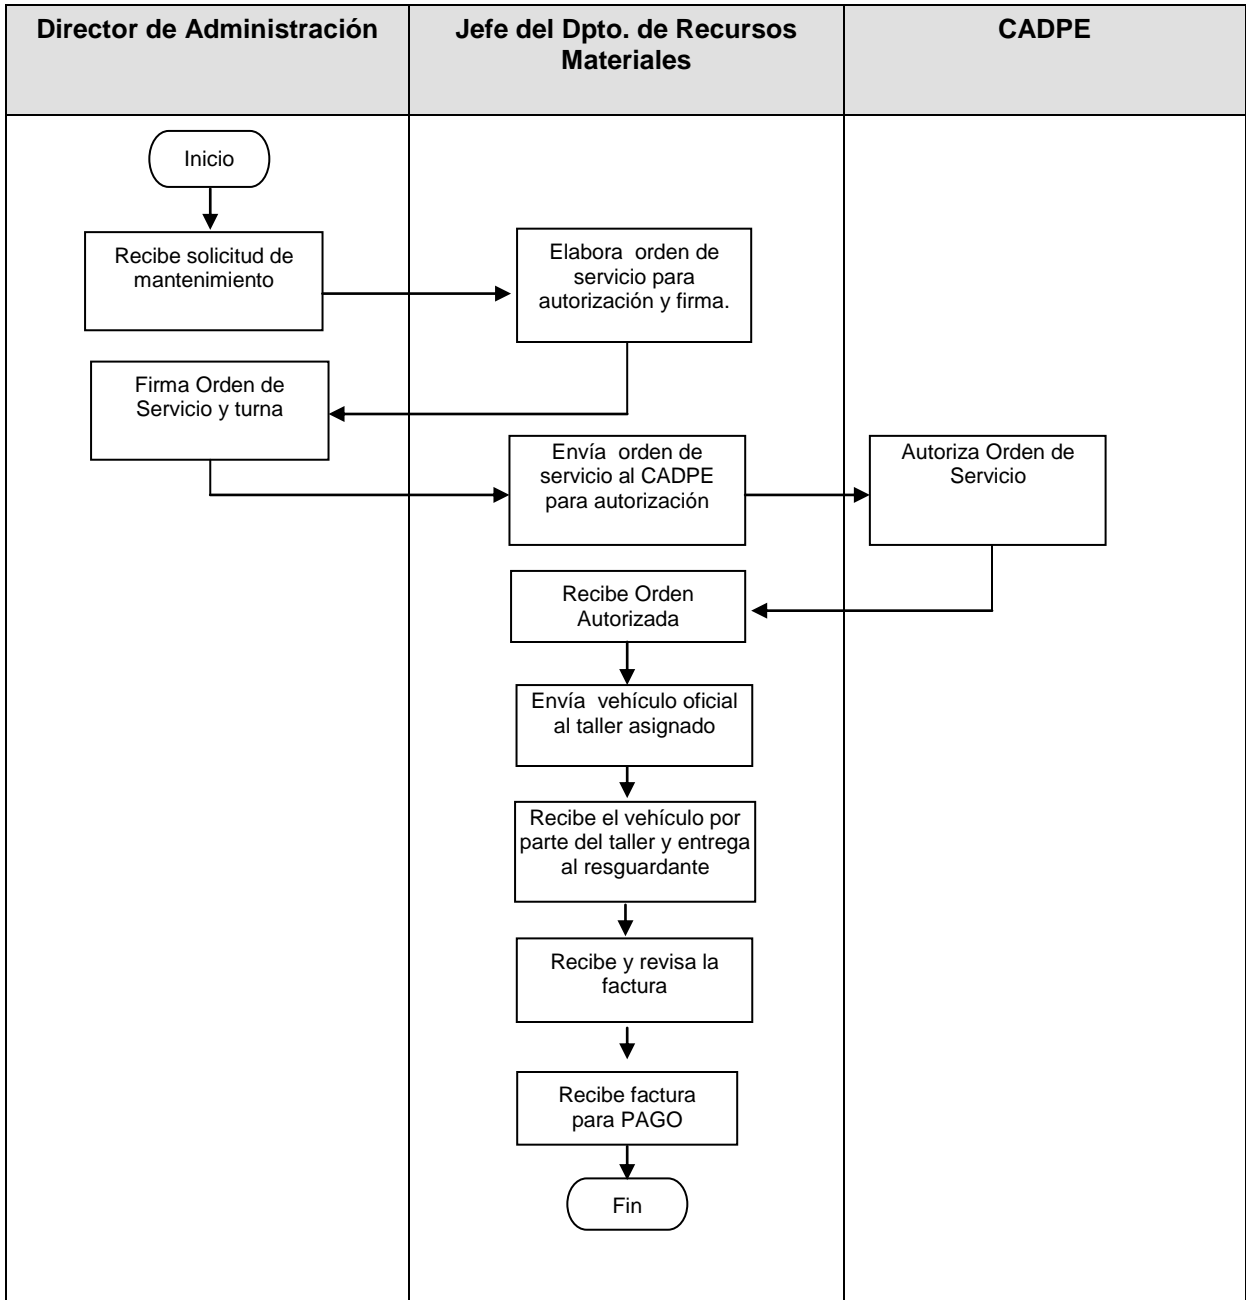 Director de Administración
Jefe del Dpto. de Recursos
Materiales
CADPE
Inicio
Recibe solicitud de
mantenimiento
Elabora orden de
servicio para
autorización y firma.
Firma Orden de
Servicio y turna
Envía orden de
servicio al CADPE
para autorización
Autoriza Orden de
Servicio
Recibe Orden
Autorizada
Envía vehículo oficial
al taller asignado
Recibe el vehículo por
parte del taller y entrega
al resguardante
Recibe y revisa la
factura
Recibe factura
para PAGO
Fin